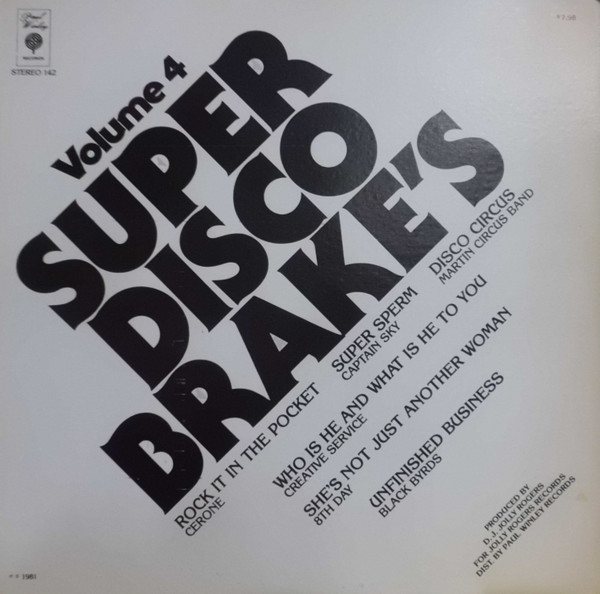 Paul
Winley
RECORDS
STEREO 142
Volume 4
SUPER
DISCO
BRAKE'S
ROCK IT IN THE POCKET
CERONE
SUPER SPERM
CAPTAIN SKY
DISCO CIRCUS
MARTIN CIRCUS BAND
WHO IS HE AND WHAT IS HE TO YOU
CREATIVE SERVICE
SHE'S NOT JUST ANOTHER WOMAN
8TH DAY
UNFINISHED BUSINESS
BLACK BYRDS
PRODUCED BY
D. J. JOLLY ROGERS
FOR JOLLY ROGERS RECORDS
DIST. BY PAUL WINLEY RECORDS
1981